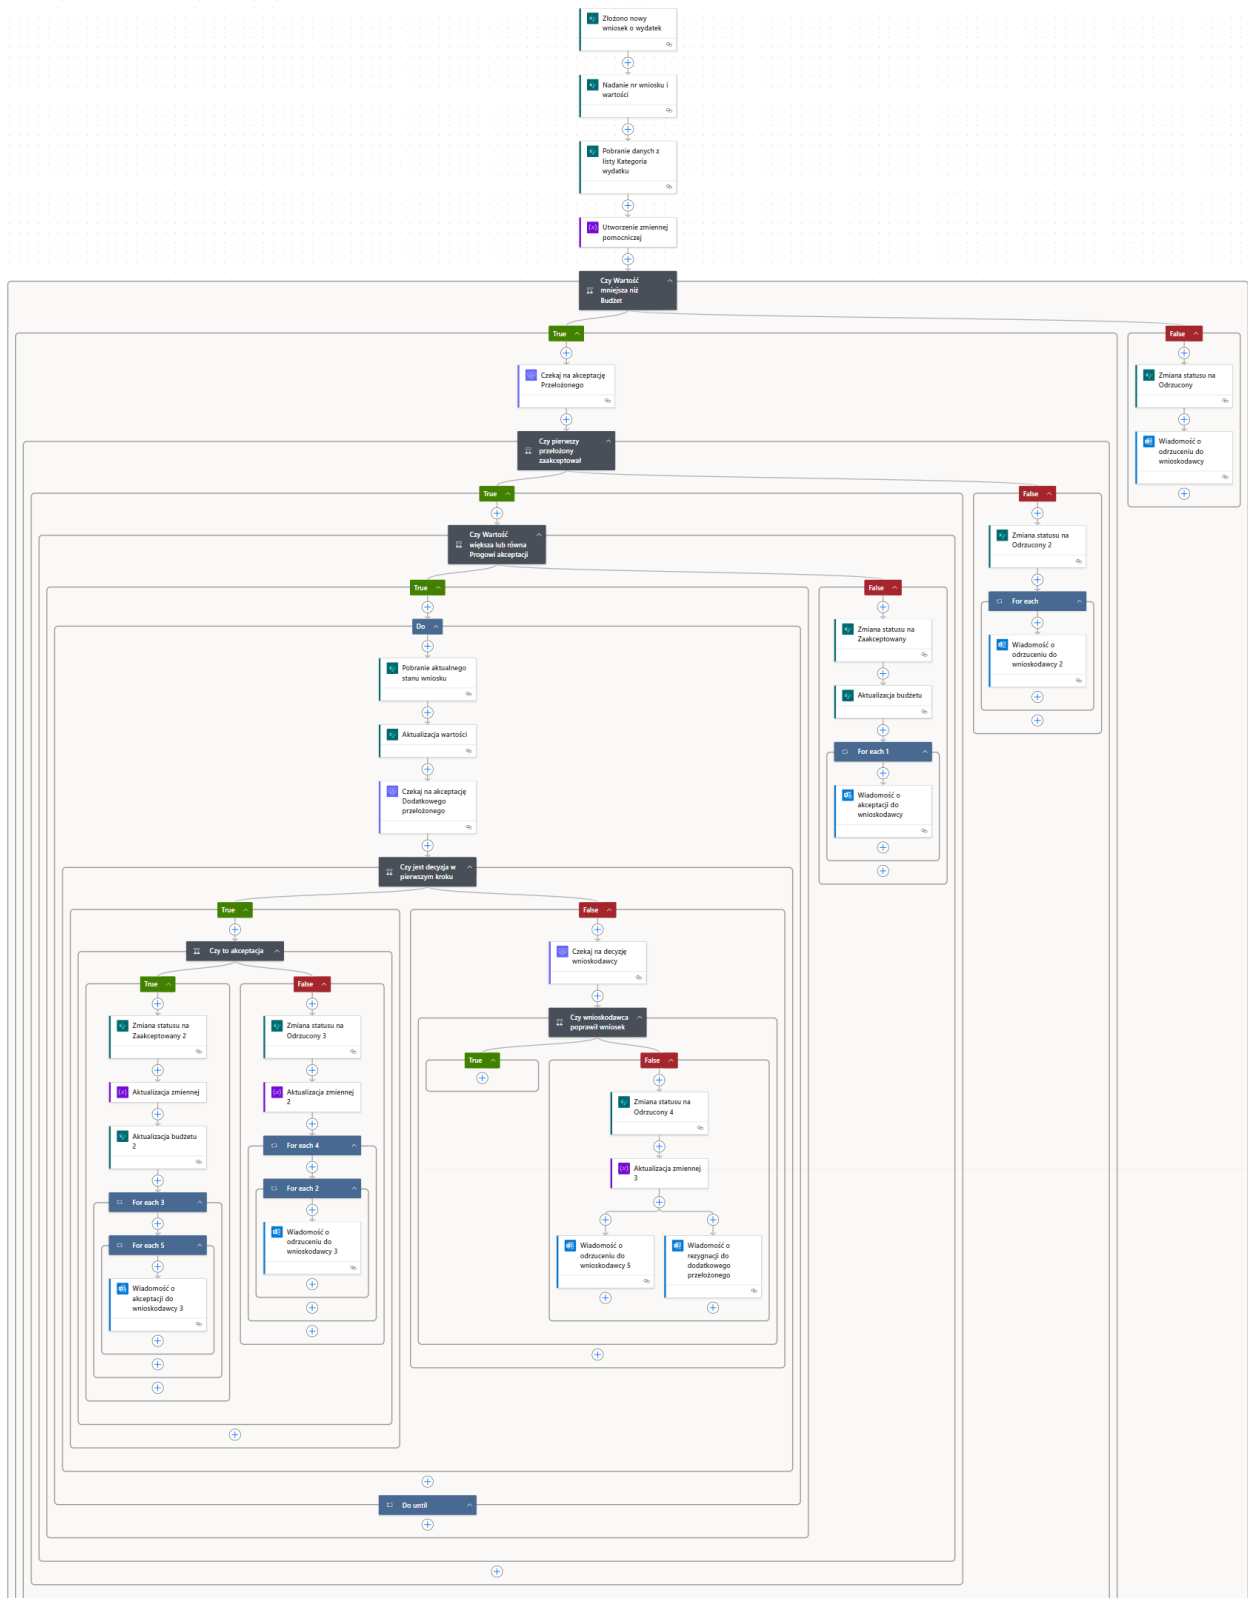 Złożono nowy
wniosek o wydatek
Nadanie nr wniosku i
wartości
Pobranie danych z
listy Kategoria
wydatku
Utworzenie zmiennej
pomocniczej
Czy Wartość
mniejsza niż
Budżet
True
False
Czekaj na akceptację
Przełożonego
Zmiana statusu na
Odrzucony
Czy pierwszy
przełożony
zaakceptował
Wiadomość o
odrzuceniu do
wnioskodawcy
True
False
Czy Wartość
większa lub równa
Progowi akceptacji
Zmiana statusu na
Odrzucony 2
True
False
For each
Do
Zmiana statusu na
Zaakceptowany
Wiadomość o
odrzuceniu do
wnioskodawcy 2
Pobranie aktualnego
stanu wniosku
Aktualizacja budżetu
Aktualizacja wartości
For each 1
Czekaj na akceptację
Dodatkowego
przełożonego
Wiadomość o
akceptacji do
wnioskodawcy
Czy jest decyzja w
pierwszym kroku
True
False
Czy to akceptacja
Czekaj na decyzję
wnioskodawcy
True
False
Zmiana statusu na
Zaakceptowany 2
Zmiana statusu na
Odrzucony 3
Czy wnioskodawca
poprawił wniosek
True
False
Aktualizacja zmiennej
Aktualizacja zmiennej
2
Zmiana statusu na
Odrzucony 4
Aktualizacja budżetu
2
For each 4
Aktualizacja zmiennej
3
For each 3
For each 2
For each 5
Wiadomość o
odrzuceniu do
wnioskodawcy 3
Wiadomość o
odrzuceniu do
wnioskodawcy 5
Wiadomość o
rezygnacji do
dodatkowego
przełożonego
Wiadomość o
akceptacji do
wnioskodawcy 3
Do until